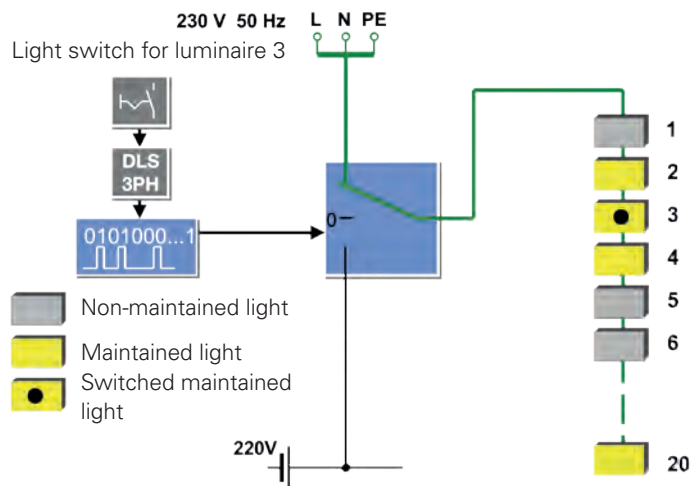 230 V 50 Hz L N PE
Light switch for luminaire 3
DLS
3PH
0101000...1
0
1
2
3
4
5
6
20
Non-maintained light
Maintained light
Switched maintained
light
220V